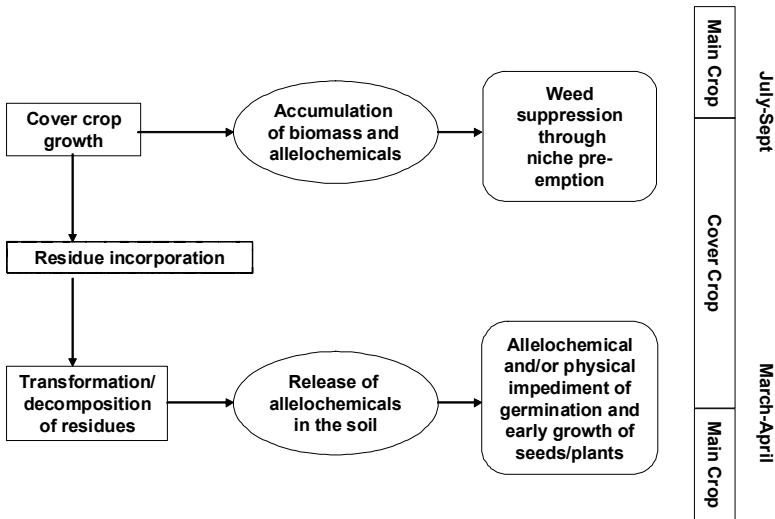 Cover crop
growth
Accumulation
of biomass and
allelochemicals
Weed
suppression
through
niche pre-
emption
Residue incorporation
Transformation/
decomposition
of residues
Release of
allelochemicals
in the soil
Allelochemical
and/or physical
impediment of
germination and
early growth of
seeds/plants
Main Crop
Cover Crop
Main Crop
July-Sept
March-April